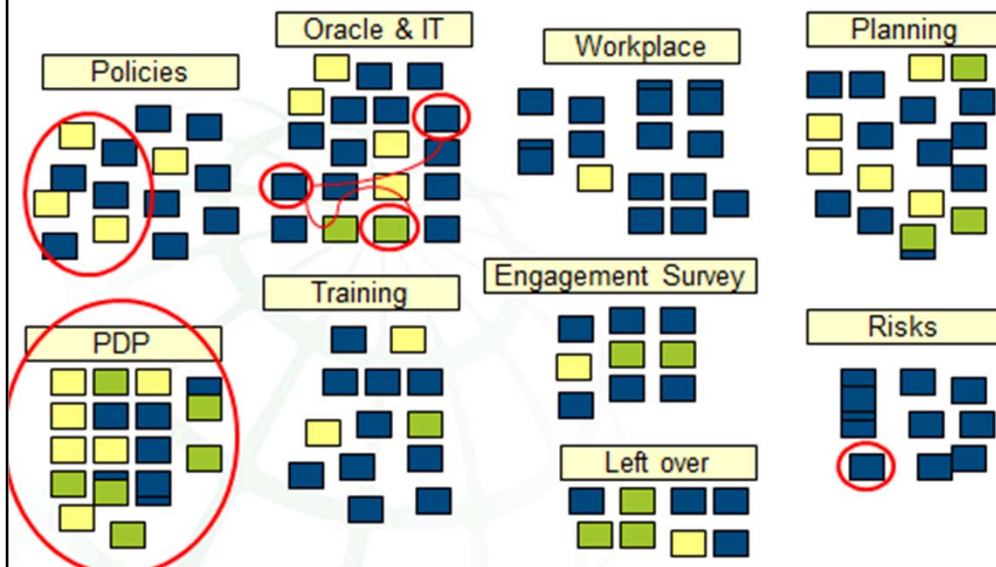 Oracle & IT
Planning
Workplace
Policies
Engagement Survey
Training
PDP
Risks
Left over